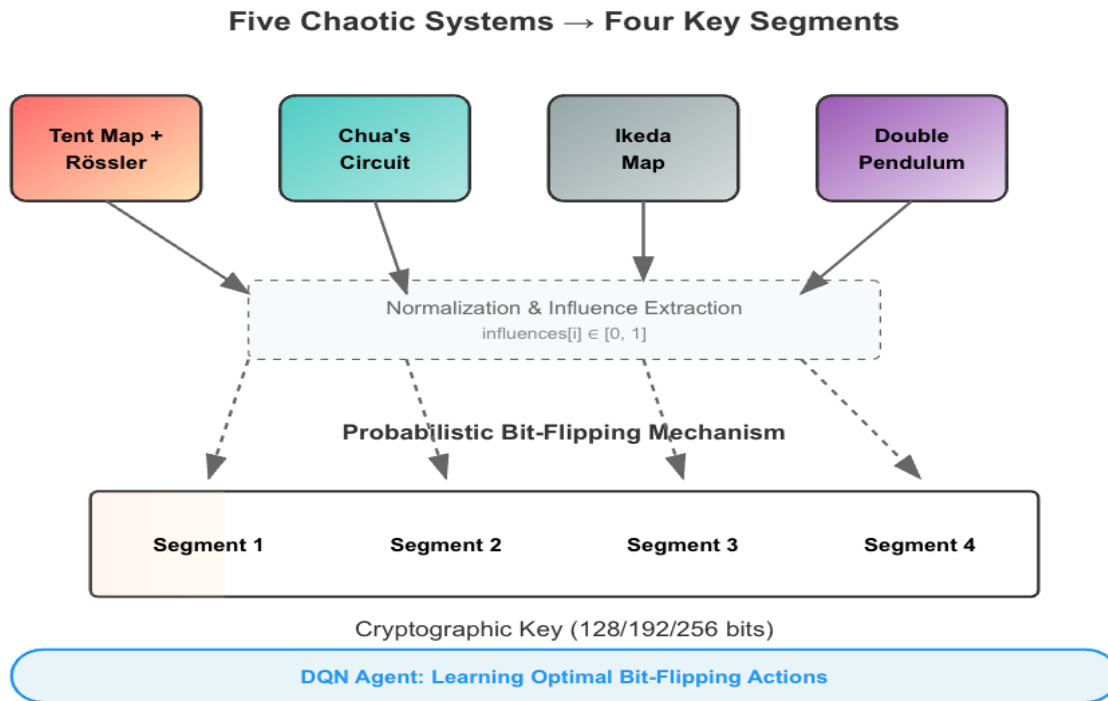 Five Chaotic Systems → Four Key Segments
Tent Map +
Rössler
Chua's
Circuit
Ikeda
Map
Double
Pendulum
Normalization & Influence Extraction
influences[i] ∈ [0, 1]
Probabilistic Bit-Flipping Mechanism
Segment 1
Segment 2
Segment 3
Segment 4
Cryptographic Key (128/192/256 bits)
DQN Agent: Learning Optimal Bit-Flipping Actions